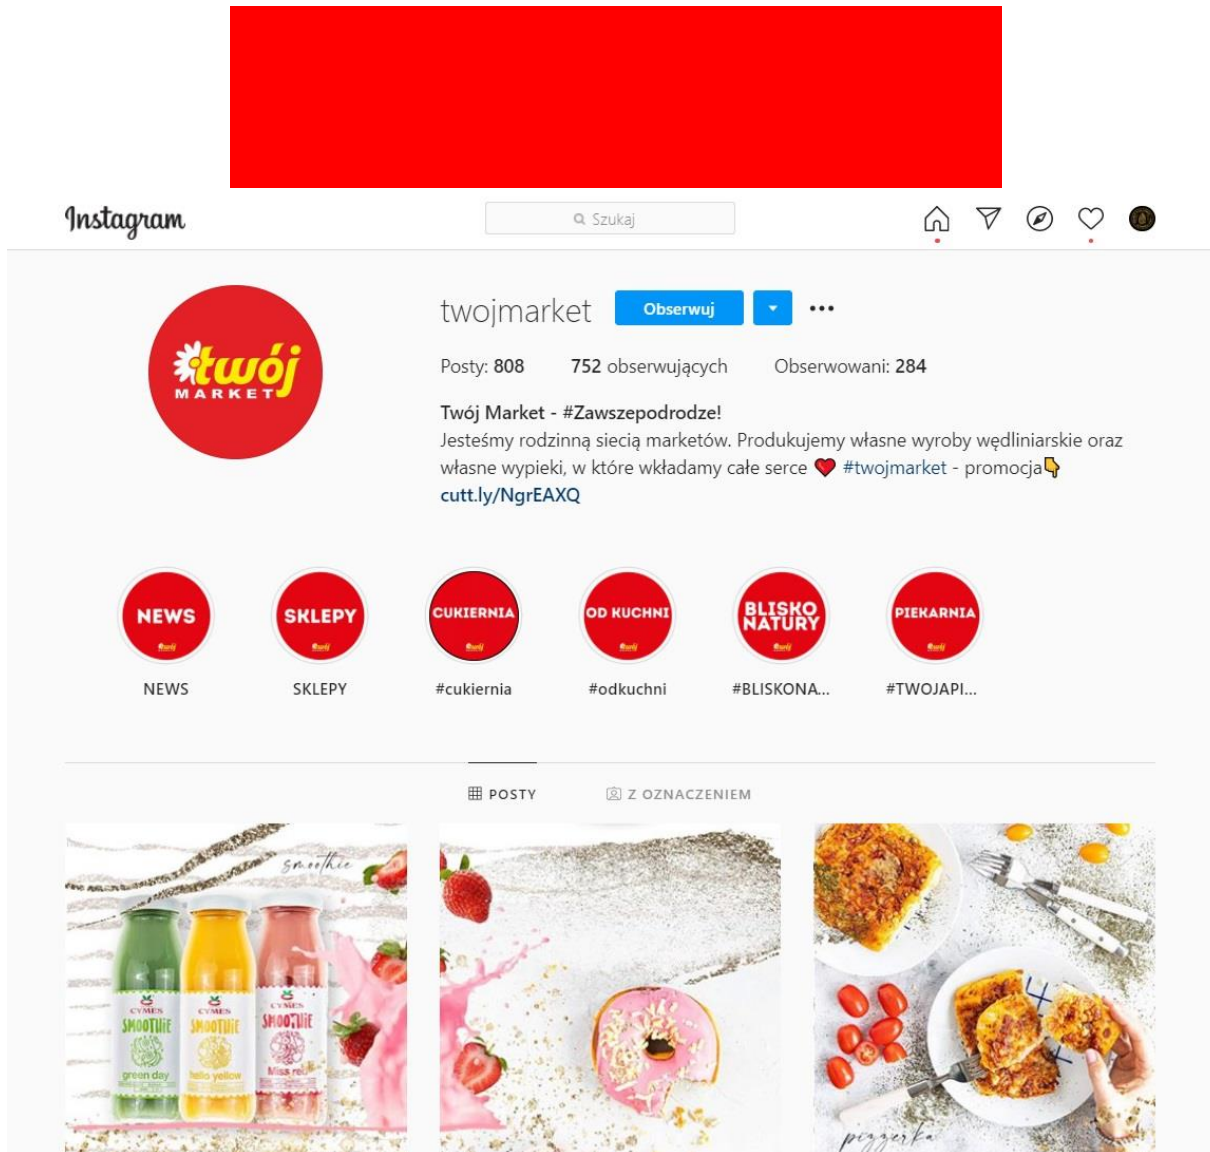 Instagram
Szukaj
twój
MARKET
twojmarket
Obserwuj
Posty: 808 752 obserwujących Obserwowani: 284
Twój Market - #Zawszepodrodze!
Jesteśmy rodzinną siecią marketów. Produkujemy własne wyroby wędliniarskie oraz
własne wypieki, w które wkładamy całe serce ❤️ #twojmarket - promocja👇
cutt.ly/NgrEAXQ
NEWS
SKLEPY
CUKIERNIA
OD KUCHNI
BLISKO
NATURY
PIEKARNIA
NEWS
SKLEPY
#cukiernia
#odkuchni
#BLISKONA...
#TWOJAPI...
POSTY
Z OZNACZENIEM
smoothie
CYMES
SMOOTHIE
green day
CYMES
SMOOTHIE
hello yellow
CYMES
SMOOTHIE
Miss red
pizzerka